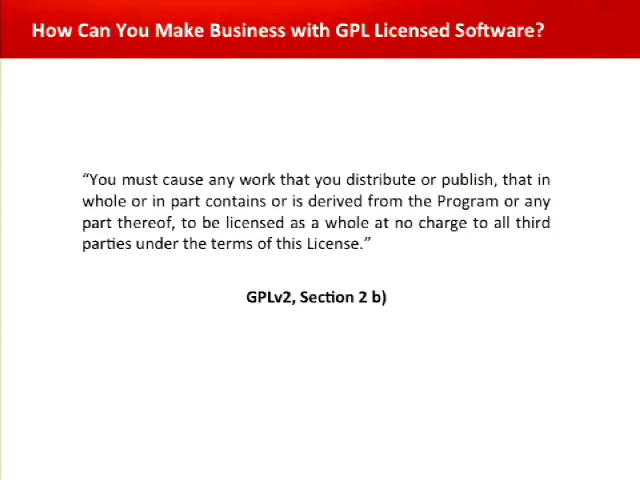 How Can You Make Business with GPL Licensed Software?
“You must cause any work that you distribute or publish, that in
whole or in part contains or is derived from the Program or any
part thereof, to be licensed as a whole at no charge to all third
parties under the terms of this License.”
GPLv2, Section 2 b)